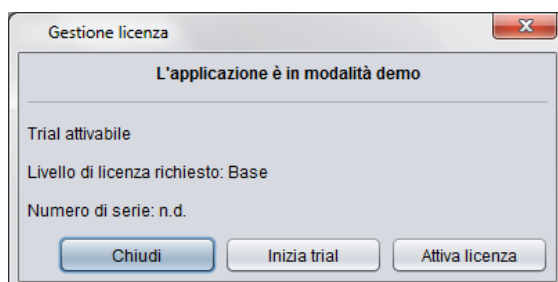 Gestione licenza
L'applicazione è in modalità demo
Trial attivabile
Livello di licenza richiesto: Base
Numero di serie: n.d.
Chiudi Inizia trial Attiva licenza